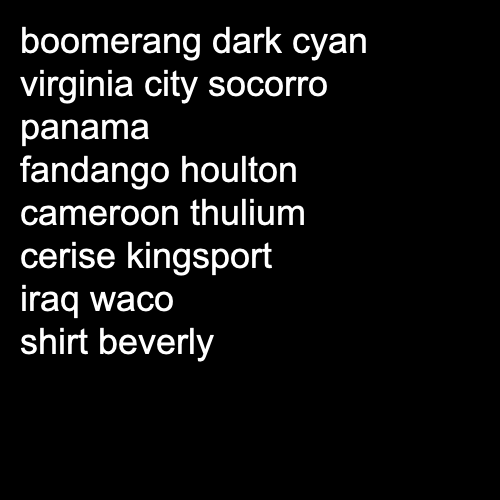 boomerang dark cyan
virginia city socorro
panama
fandango houlton
cameroon thulium
cerise kingsport
iraq waco
shirt beverly